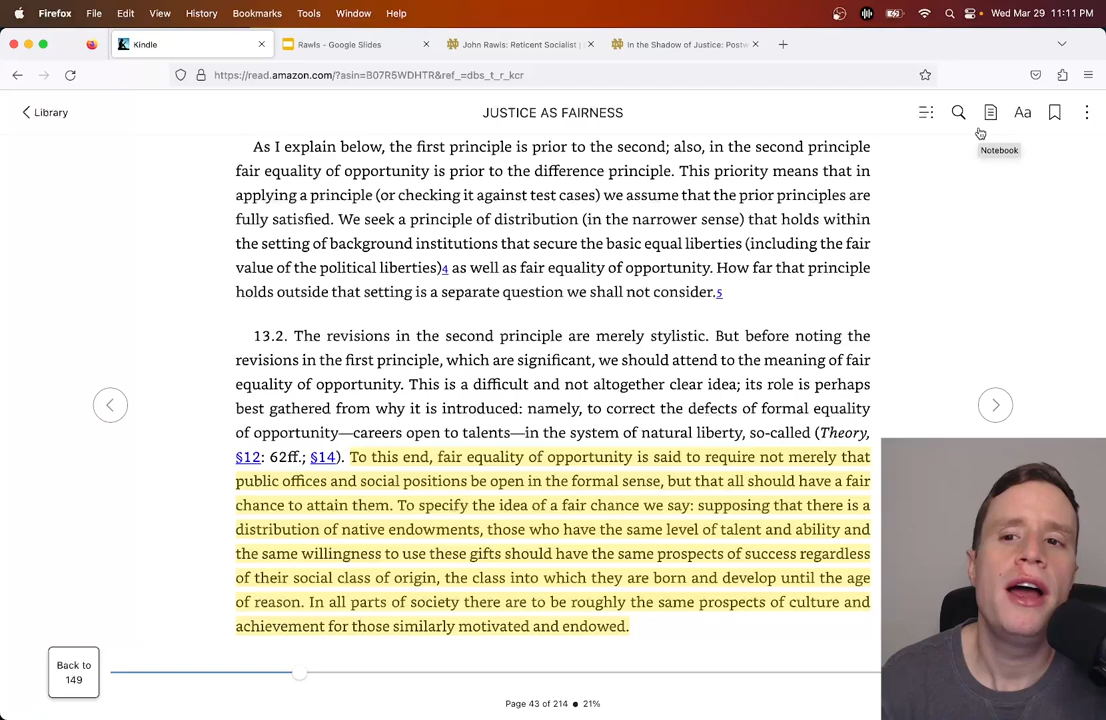 Firefox File Edit View History Bookmarks Tools Window Help Wed Mar 29 11:11 PM
Kindle Rawls - Google Slides John Rawls: Reticent Socialist | In the Shadow of Justice: Postw
https://read.amazon.com/?asin=B07R5WDHTR&ref_=dbs_t_r_kcr
Library JUSTICE AS FAIRNESS Aa
Notebook
As I explain below, the first principle is prior to the second; also, in the second principle
fair equality of opportunity is prior to the difference principle. This priority means that in
applying a principle (or checking it against test cases) we assume that the prior principles are
fully satisfied. We seek a principle of distribution (in the narrower sense) that holds within
the setting of background institutions that secure the basic equal liberties (including the fair
value of the political liberties)4 as well as fair equality of opportunity. How far that principle
holds outside that setting is a separate question we shall not consider.5
13.2. The revisions in the second principle are merely stylistic. But before noting the
revisions in the first principle, which are significant, we should attend to the meaning of fair
equality of opportunity. This is a difficult and not altogether clear idea; its role is perhaps
best gathered from why it is introduced: namely, to correct the defects of formal equality
of opportunity—careers open to talents—in the system of natural liberty, so-called (Theory,
§12: 62ff.; §14). To this end, fair equality of opportunity is said to require not merely that
public offices and social positions be open in the formal sense, but that all should have a fair
chance to attain them. To specify the idea of a fair chance we say: supposing that there is a
distribution of native endowments, those who have the same level of talent and ability and
the same willingness to use these gifts should have the same prospects of success regardless
of their social class of origin, the class into which they are born and develop until the age
of reason. In all parts of society there are to be roughly the same prospects of culture and
achievement for those similarly motivated and endowed.
Back to
149
Page 43 of 214 ● 21%